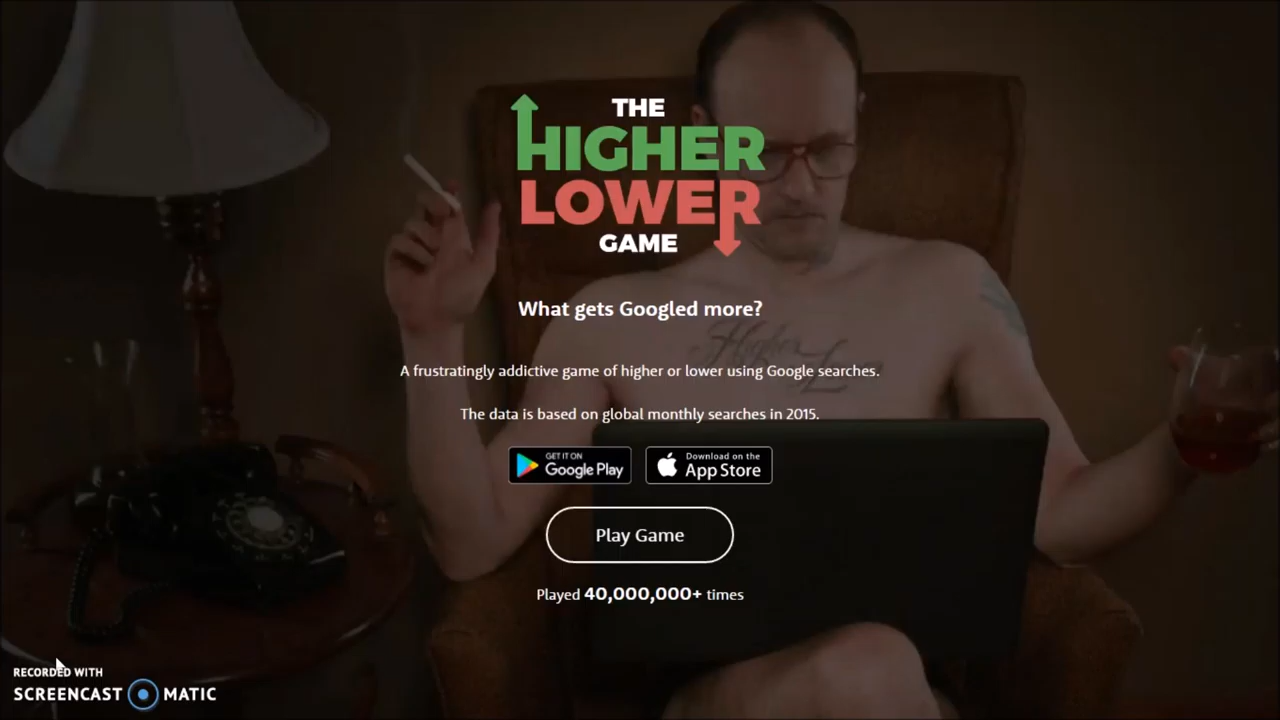 THE
HIGHER
LOWER
GAME
What gets Googled more?
A frustratingly addictive game of higher or lower using Google searches.
Higher
The data is based on global monthly searches in 2015.
GET IT ON
Google Play
Download on the
App Store
Play Game
Played 40,000,000+ times
RECORDED WITH
SCREENCAST MATIC